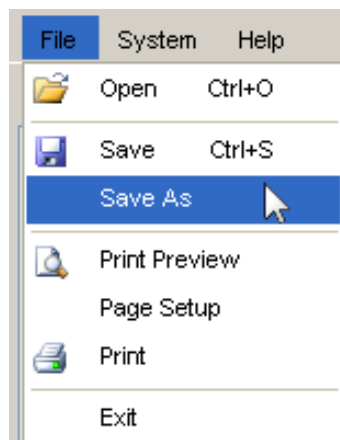 File System Help
Open Ctrl+O
Save Ctrl+S
Save As
Print Preview
Page Setup
Print
Exit